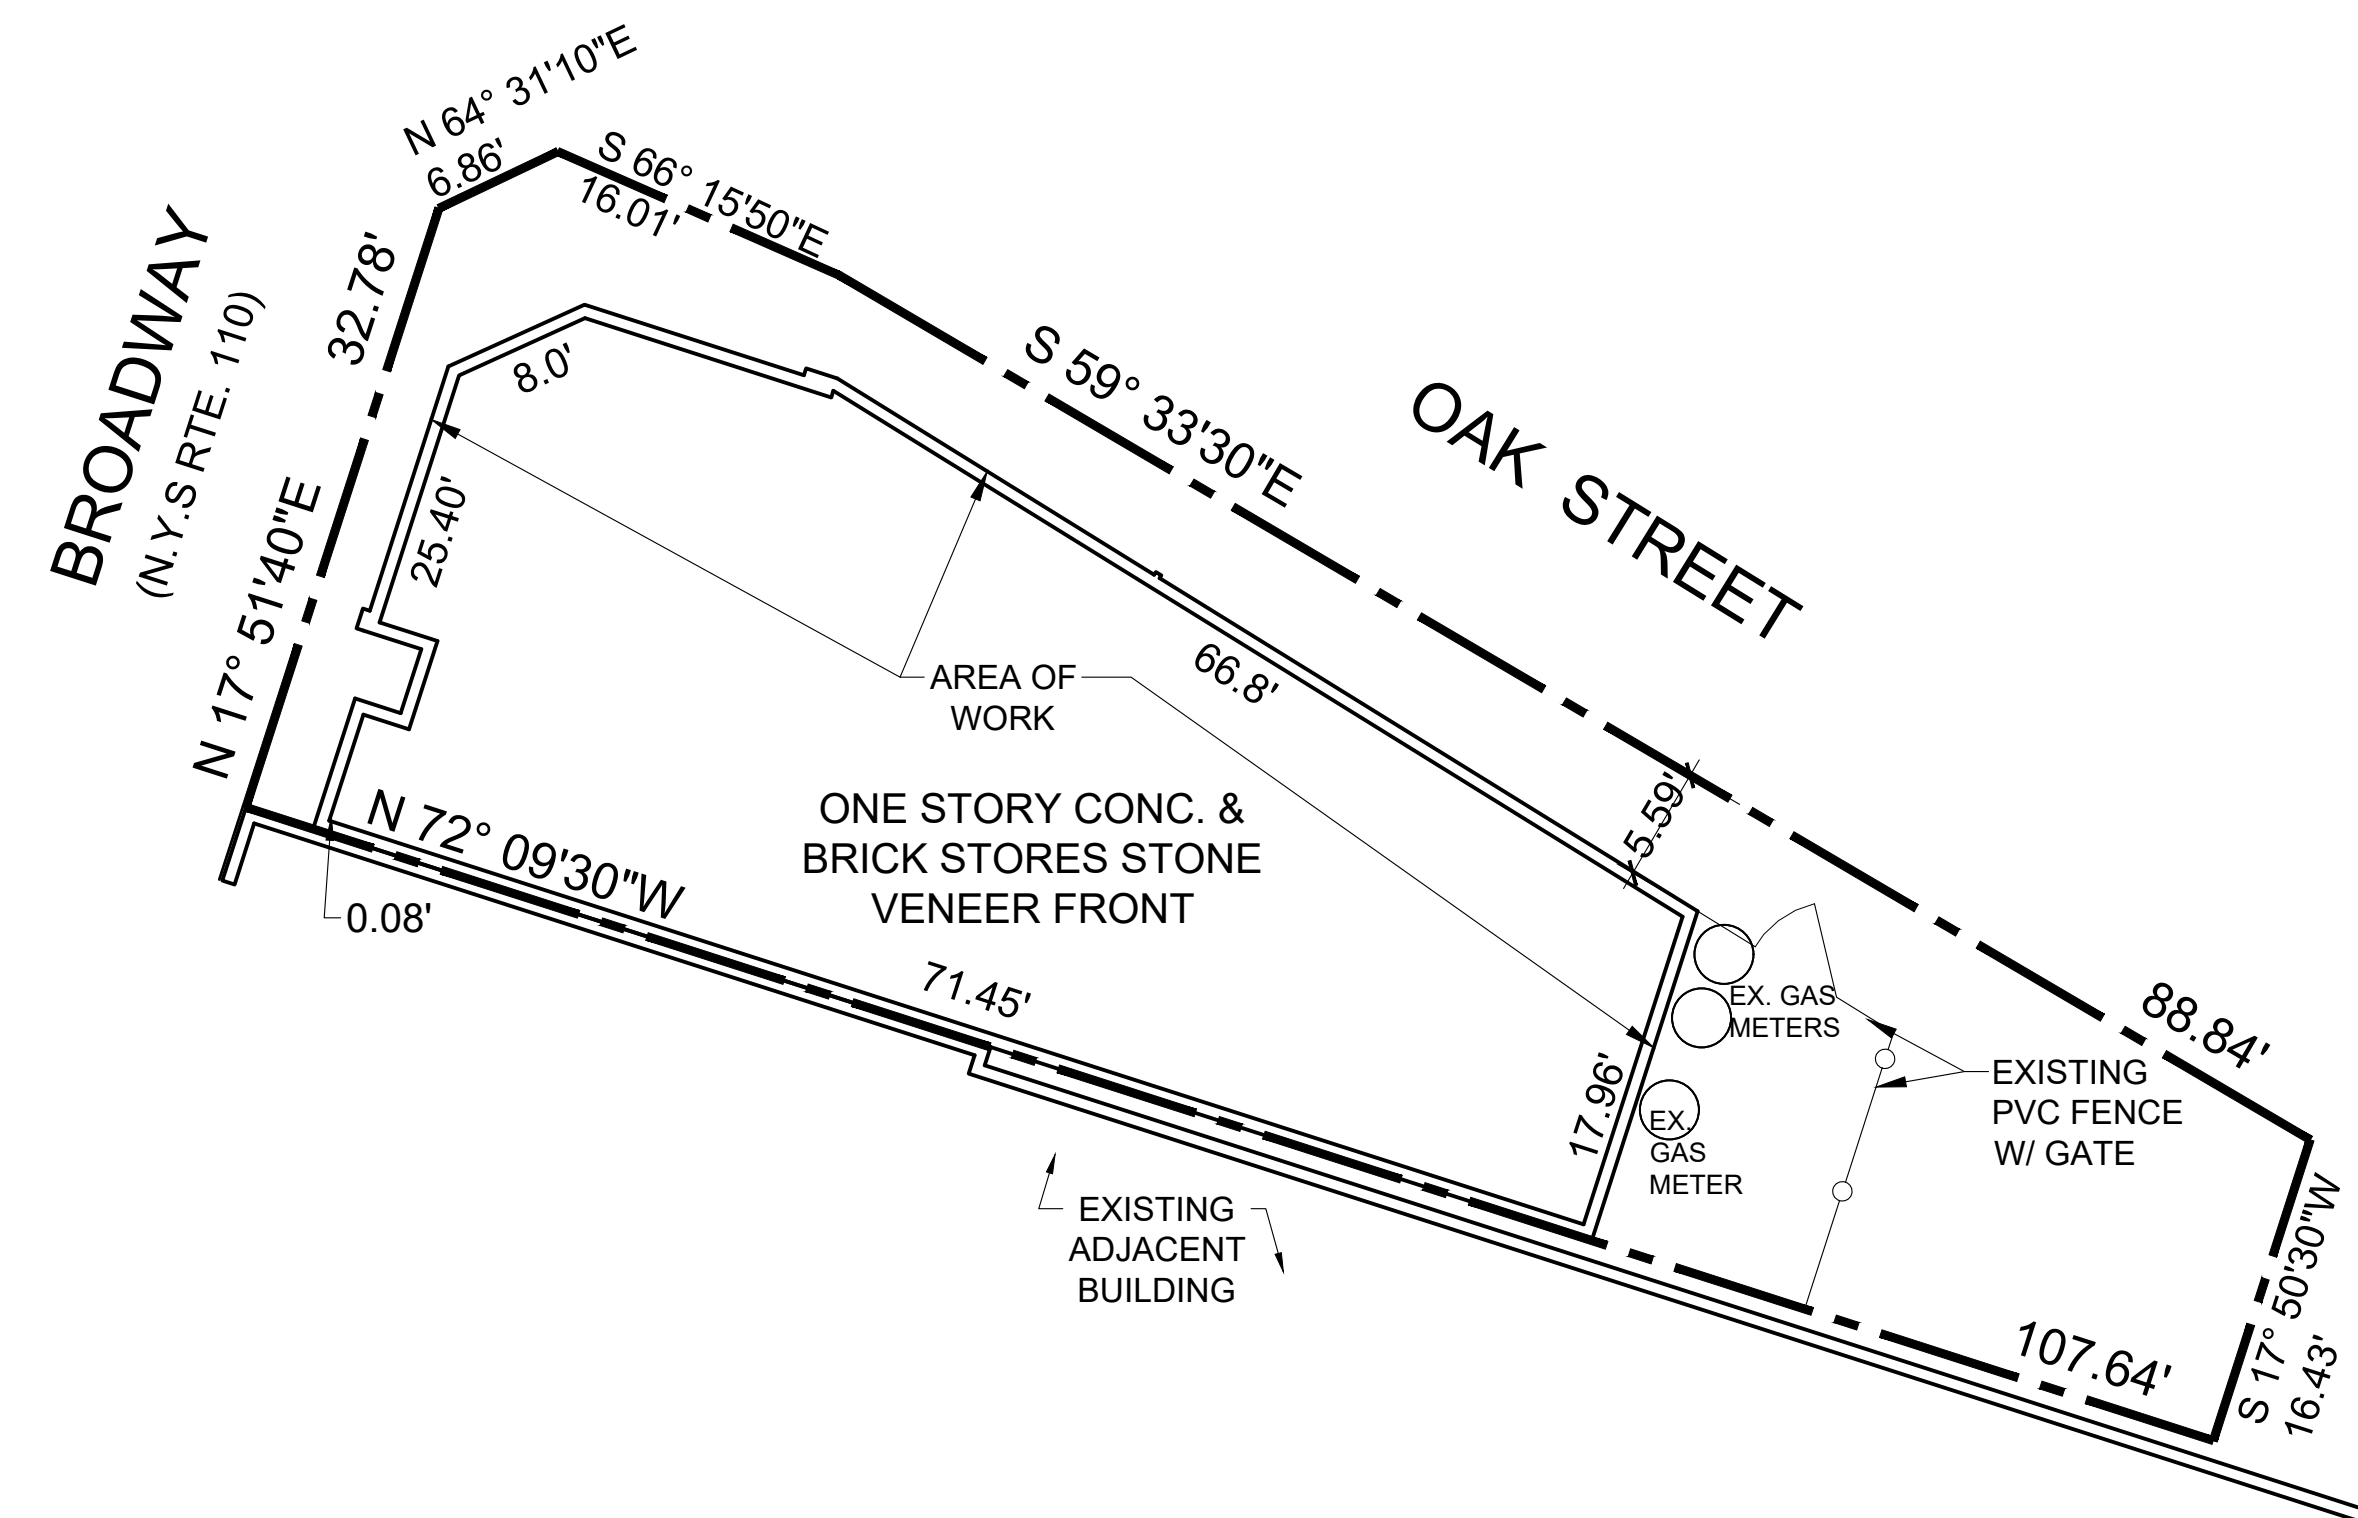 N 64° 31'10"E
6.86'
S 66° 15'50"E
16.01'
BROADWAY
(N.Y.S RTE. 110)
32.78'
N 17° 51'40"E
8.0'
25.40'
S 59° 33'30"E
OAK STREET
66.8'
AREA OF
WORK
5.59'
ONE STORY CONC. &
BRICK STORES STONE
VENEER FRONT
N 72° 09'30"W
0.08'
71.45'
17.96'
EX. GAS
METERS
EX.
GAS
METER
88.84'
EXISTING
PVC FENCE
W/ GATE
EXISTING
ADJACENT
BUILDING
107.64'
S 17° 50'30"W
16.43'